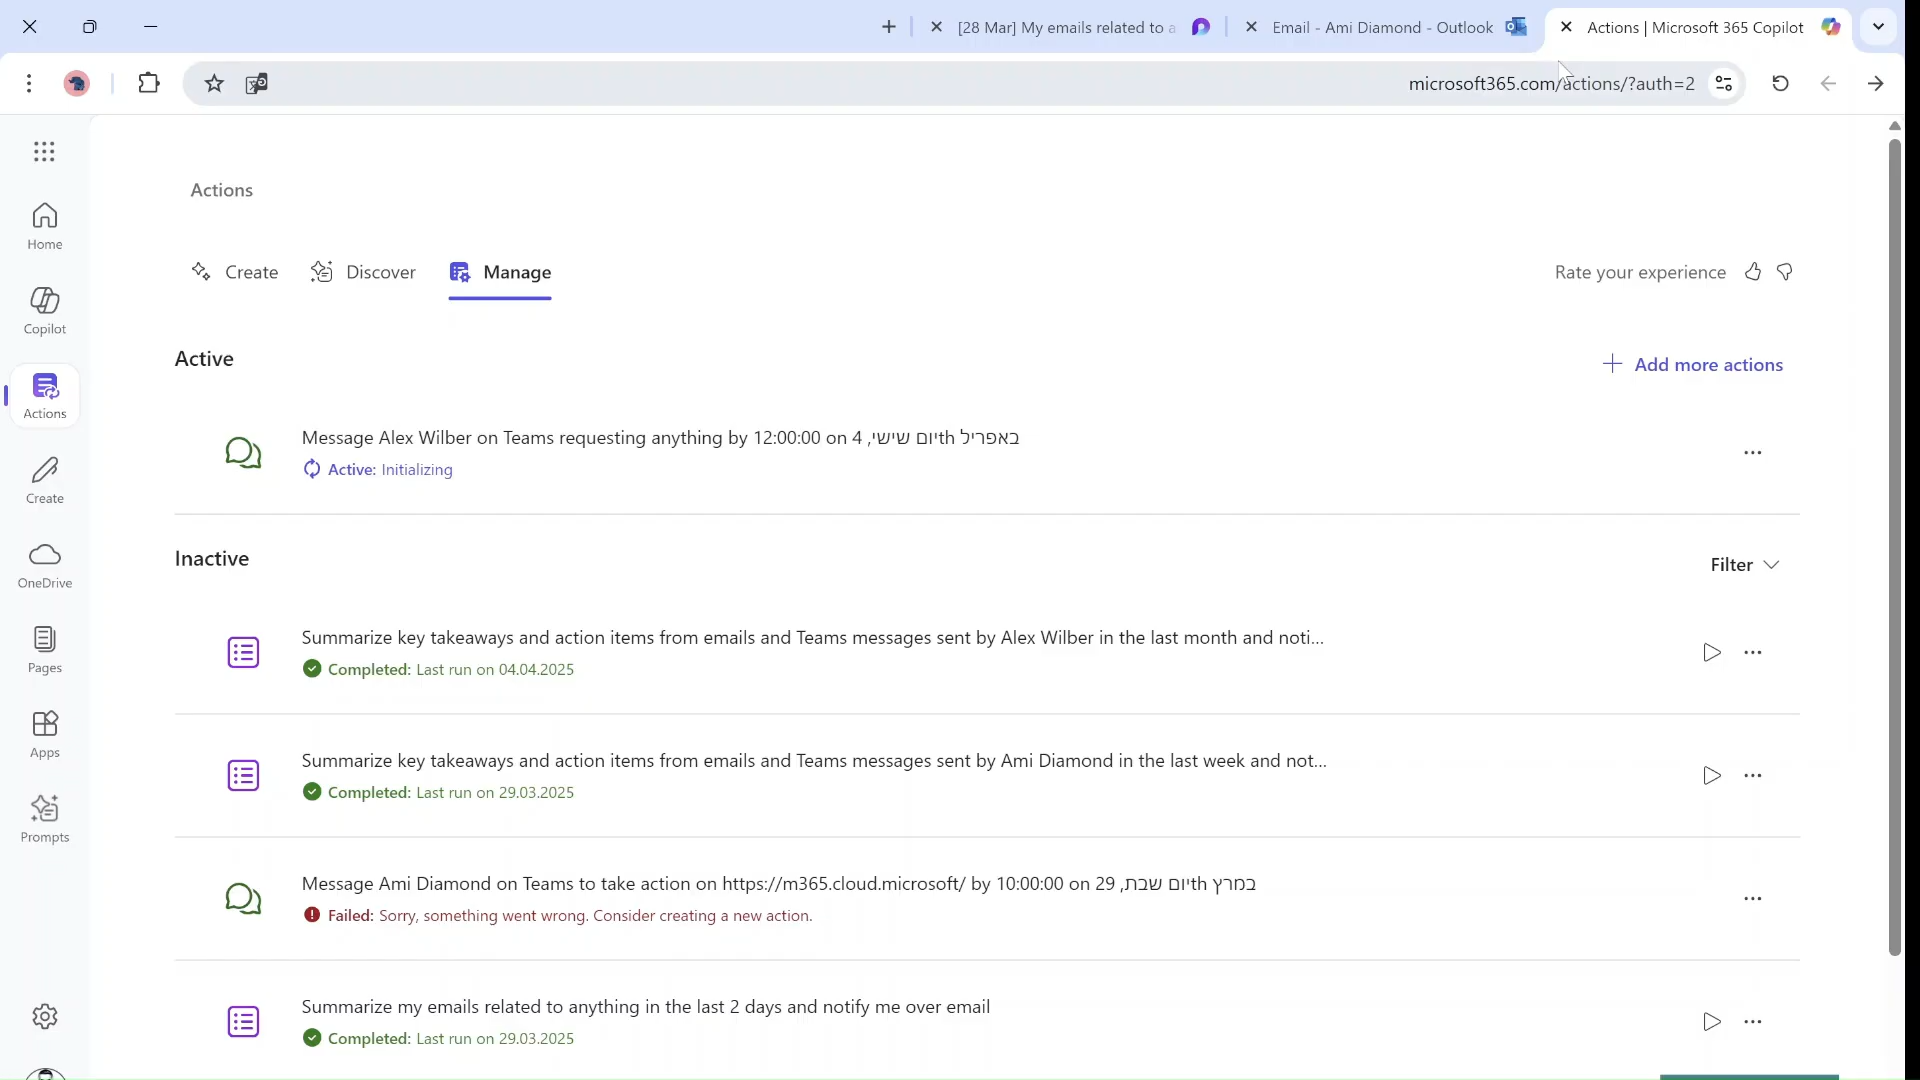 [28 Mar] My emails related to a
Email - Ami Diamond - Outlook
Actions | Microsoft 365 Copilot
microsoft365.com/actions/?auth=2
Home
Copilot
Actions
Create
OneDrive
Pages
Apps
Prompts
Actions
Create
Discover
Manage
Rate your experience
Active
Add more actions
Message Alex Wilber on Teams requesting anything by 12:00:00 on 4 ,יום שישיth באפריל
Active: Initializing
Inactive
Filter
Summarize key takeaways and action items from emails and Teams messages sent by Alex Wilber in the last month and noti...
Completed: Last run on 04.04.2025
Summarize key takeaways and action items from emails and Teams messages sent by Ami Diamond in the last week and not...
Completed: Last run on 29.03.2025
Message Ami Diamond on Teams to take action on https://m365.cloud.microsoft/ by 10:00:00 on 29 ,יום שבתth במרץ
Failed: Sorry, something went wrong. Consider creating a new action.
Summarize my emails related to anything in the last 2 days and notify me over email
Completed: Last run on 29.03.2025